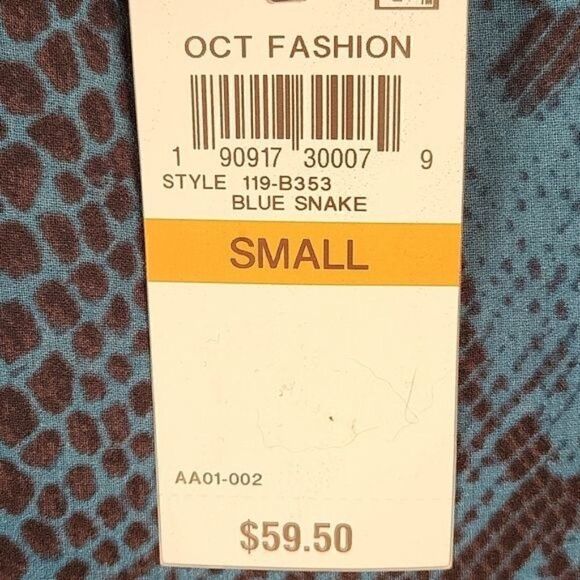 OCT FASHION
1 90917 30007 9
STYLE 119-B353
BLUE SNAKE
SMALL
AA01-002
$59.50